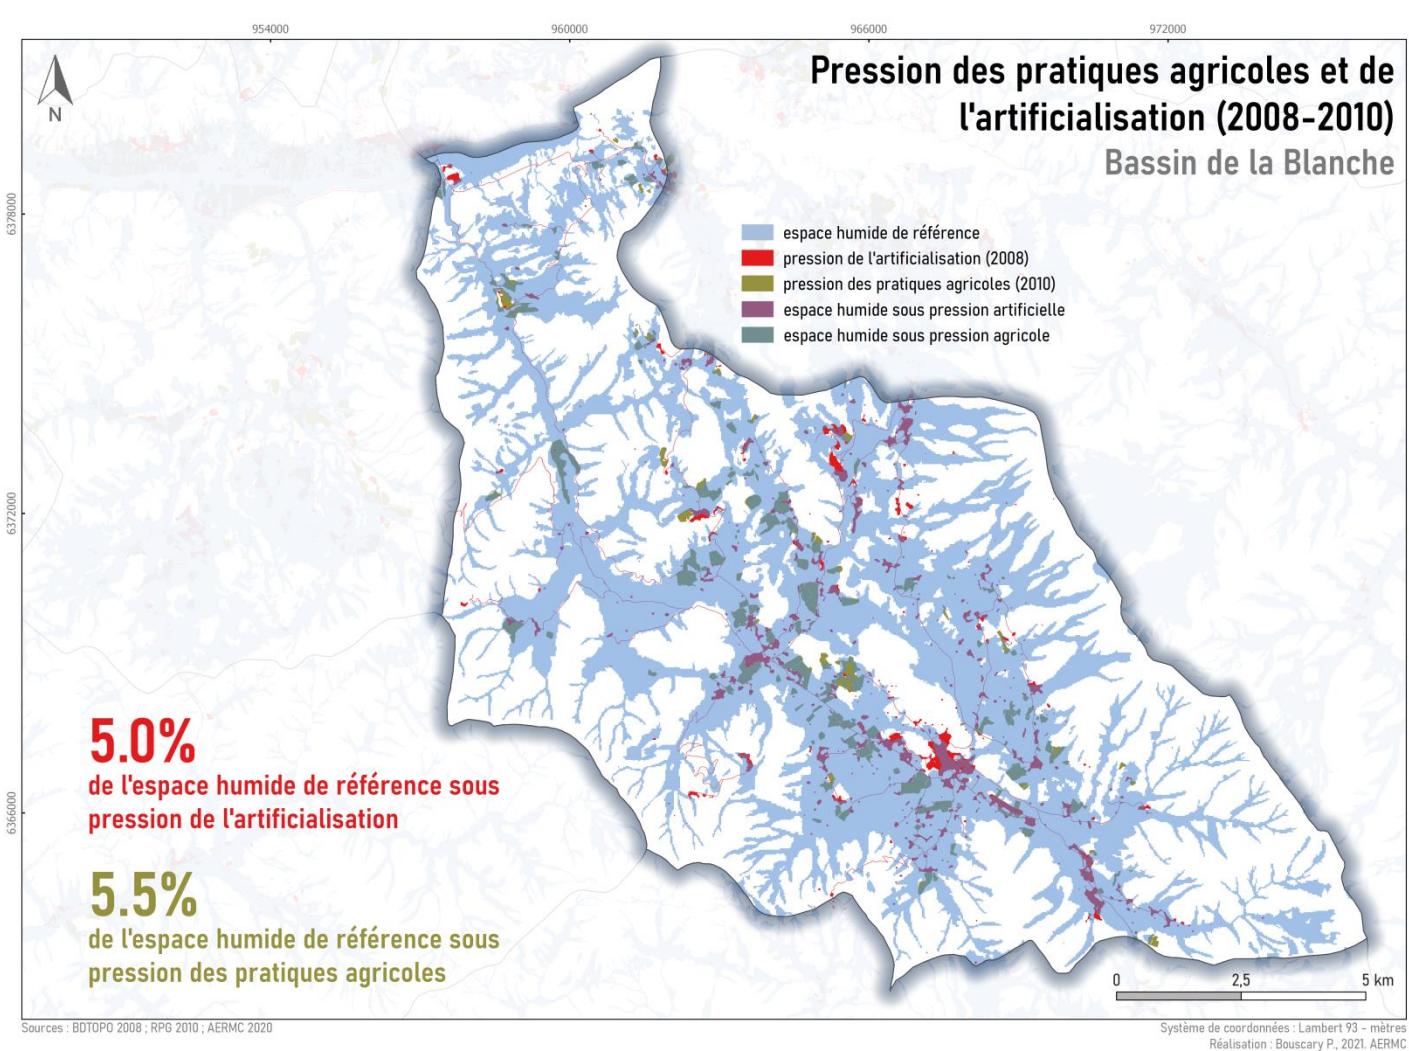 954000
960000
966000
972000
Pression des pratiques agricoles et de
l'artificialisation (2008-2010)
Bassin de la Blanche
N
6378000
6372000
6366000
espace humide de référence
pression de l'artificialisation (2008)
pression des pratiques agricoles (2010)
espace humide sous pression artificielle
espace humide sous pression agricole
5.0%
de l'espace humide de référence sous
pression de l'artificialisation
5.5%
de l'espace humide de référence sous
pression des pratiques agricoles
0 2,5 5 km
Sources : BDTOPO 2008 ; RPG 2010 ; AERMC 2020
Système de coordonnées : Lambert 93 - mètres
Réalisation : Bouscary P., 2021. AERMC